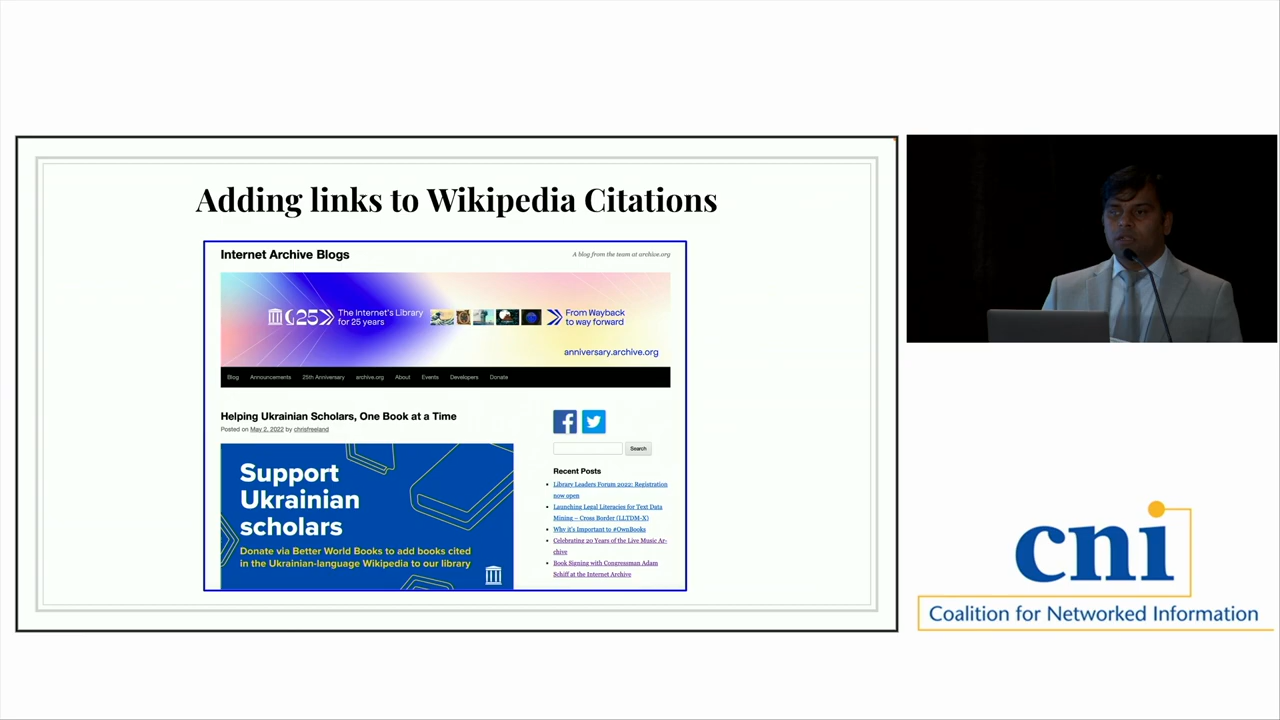 Adding links to Wikipedia Citations
Internet Archive Blogs
A blog from the team at archive.org
25
The Internet's Library
for 25 years
From Wayback
to way forward
anniversary.archive.org
Blog Announcements 25th Anniversary archive.org About Events Developers Donate
Helping Ukrainian Scholars, One Book at a Time
Posted on May 2, 2022 by chrisfreeland
Support
Ukrainian
scholars
Donate via Better World Books to add books cited
in the Ukrainian-language Wikipedia to our library
Search
Recent Posts
Library Leaders Forum 2022: Registration
now open
Launching Legal Literacies for Text Data
Mining – Cross Border (LLTDM-X)
Why it's Important to #OwnBooks
Celebrating 20 Years of the Live Music Ar-
chive
Book Signing with Congressman Adam
Schiff at the Internet Archive
cni
Coalition for Networked Information